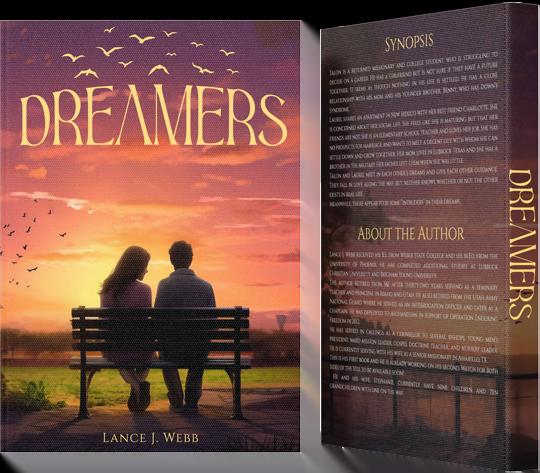 DREAMERS
LANCE J. WEBB
SYNOPSIS
TALON IS A RETURNED MISSIONARY AND COLLEGE STUDENT, WHO IS STRUGGLING TO
DECIDE ON A CAREER. HE HAS A GIRLFRIEND BUT IS NOT SURE IF THEY HAVE A FUTURE
TOGETHER. IT SEEMS AS THOUGH NOTHING IN HIS LIFE IS SETTLED. HE HAS A CLOSE
RELATIONSHIP WITH HIS MOM AND HIS YOUNGER BROTHER, BENNY, WHO HAS DOWN'S
SYNDROME.
LAUREL SHARES AN APARTMENT IN NEW MEXICO WITH HER BEST FRIEND CHARLOTTE. SHE
IS CONCERNED ABOUT HER SOCIAL LIFE. SHE FEELS LIKE SHE IS MATURING BUT THAT HER
FRIENDS ARE NOT. SHE IS AN ELEMENTARY SCHOOL TEACHER AND LOVES HER JOB. SHE HAS
NO PROSPECTS FOR MARRIAGE AND WANTS TO MEET A DECENT GUY WITH WHOM SHE CAN
SETTLE DOWN AND GROW TOGETHER. HER MOM LIVES IN LUBBOCK TEXAS AND SHE HAS A
BROTHER IN THE MILITARY. HER FATHER LEFT THEM WHEN SHE WAS LITTLE.
TALON AND LAURIE MEET IN EACH OTHER'S DREAMS AND GIVE EACH OTHER GUIDANCE.
THEY FALL IN LOVE ALONG THE WAY, BUT NEITHER KNOWS WHETHER OR NOT THE OTHER
EXISTS IN REAL LIFE.
MEANWHILE, THERE APPEAR TO BE SOME "INTRUDERS" IN THEIR DREAMS.
ABOUT THE AUTHOR
LANCE J. WEBB RECEIVED HIS B.S. FROM WEBER STATE COLLEGE AND HIS M.ED. FROM THE
UNIVERSITY OF PHOENIX. HE HAS COMPLETED ADDITIONAL STUDIES AT LUBBOCK
CHRISTIAN UNIVERSITY AND BRIGHAM YOUNG UNIVERSITY.
THE AUTHOR RETIRED FROM S&I AFTER THIRTY-TWO YEARS SERVING AS A SEMINARY
TEACHER AND PRINCIPAL IN IDAHO AND UTAH. HE ALSO RETIRED FROM THE UTAH ARMY
NATIONAL GUARD WHERE HE SERVED AS AN INTERROGATION OFFICER AND LATER AS A
CHAPLAIN. HE WAS DEPLOYED TO AFGHANISTAN IN SUPPORT OF OPERATION ENDURING
FREEDOM IN 2012.
HE HAS SERVED IN CALLINGS AS A COUNSELOR TO SEVERAL BISHOPS, YOUNG MEN'S
PRESIDENT, WARD MISSION LEADER, GOSPEL DOCTRINE TEACHER, AND NURSERY LEADER.
HE IS CURRENTLY SERVING WITH HIS WIFE AS A SENIOR MISSIONARY IN AMARILLO, TX.
THIS IS HIS FIRST BOOK AND HE IS ALREADY WORKING ON HIS SECOND. WATCH FOR BOTH
SIDES OF THE VEIL TO BE AVAILABLE SOON!
HE AND HIS WIFE, STEPHANIE, CURRENTLY HAVE NINE CHILDREN AND TEN
GRANDCHILDREN WITH ONE ON THE WAY.
DREAMERS